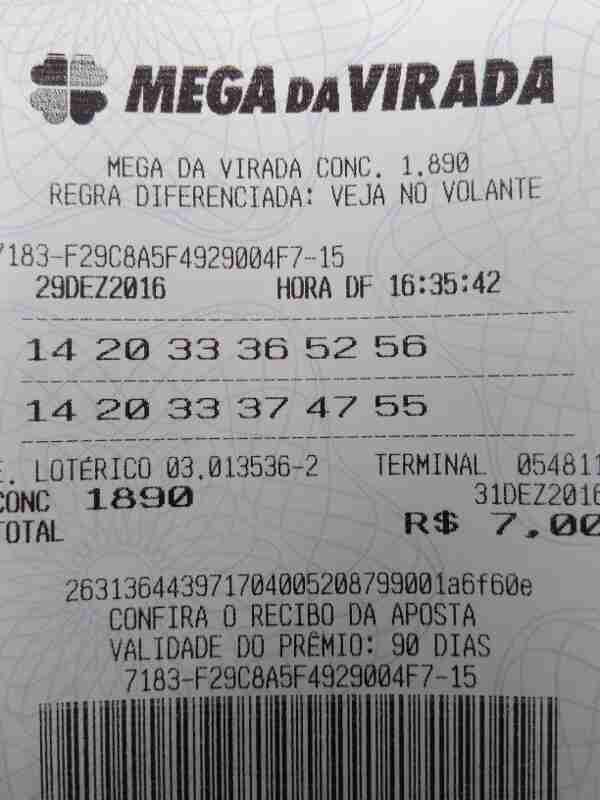 MEGA DA VIRADA
MEGA DA VIRADA CONC. 1.890
REGRA DIFERENCIADA: VEJA NO VOLANTE
7183-F29C8A5F4929004F7-15
29DEZ2016 HORA DF 16:35:42
14 20 33 36 52 56
14 20 33 37 47 55
E. LOTÉRICO 03.013536-2 TERMINAL 054811
CONC 1890 31DEZ2016
TOTAL R$ 7,00
263136443971704005208799001a6f60e
CONFIRA O RECIBO DA APOSTA
VALIDADE DO PRÊMIO: 90 DIAS
7183-F29C8A5F4929004F7-15